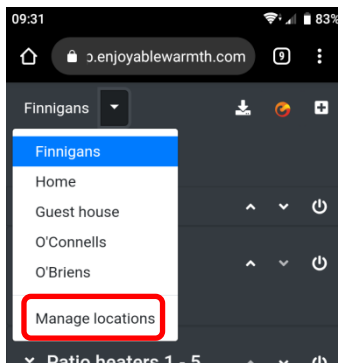 09:31 83%
ɔ.enjoyablewarmth.com 9
Finnigans
Finnigans
Home
Guest house
O'Connells
O'Briens
Manage locations
Patio heaters 1 - 5